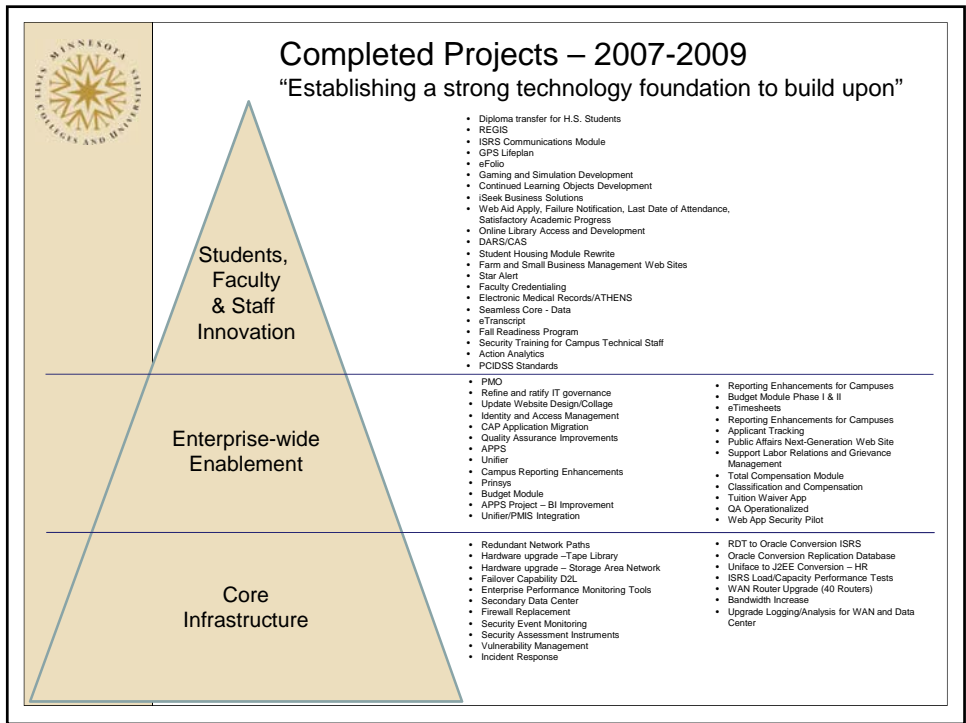 MINNESOTA
STATE COLLEGES AND UNIVERSITIES
Completed Projects – 2007-2009
“Establishing a strong technology foundation to build upon”
Students,
Faculty
& Staff
Innovation
• Diploma transfer for H.S. Students
• REGIS
• ISRS Communications Module
• GPS Lifeplan
• eFolio
• Gaming and Simulation Development
• Continued Learning Objects Development
• iSeek Business Solutions
• Web Aid Apply, Failure Notification, Last Date of Attendance,
Satisfactory Academic Progress
• Online Library Access and Development
• DARS/CAS
• Student Housing Module Rewrite
• Farm and Small Business Management Web Sites
• Star Alert
• Faculty Credentialing
• Electronic Medical Records/ATHENS
• Seamless Core - Data
• eTranscript
• Fall Readiness Program
• Security Training for Campus Technical Staff
• Action Analytics
• PCIDSS Standards
Enterprise-wide
Enablement
• PMO
• Refine and ratify IT governance
• Update Website Design/Collage
• Identity and Access Management
• CAP Application Migration
• Quality Assurance Improvements
• APPS
• Unifier
• Campus Reporting Enhancements
• Prinsys
• Budget Module
• APPS Project – BI Improvement
• Unifier/PMIS Integration
• Reporting Enhancements for Campuses
• Budget Module Phase I & II
• eTimesheets
• Reporting Enhancements for Campuses
• Applicant Tracking
• Public Affairs Next-Generation Web Site
• Support Labor Relations and Grievance
Management
• Total Compensation Module
• Classification and Compensation
• Tuition Waiver App
• QA Operationalized
• Web App Security Pilot
Core
Infrastructure
• Redundant Network Paths
• Hardware upgrade –Tape Library
• Hardware upgrade – Storage Area Network
• Failover Capability D2L
• Enterprise Performance Monitoring Tools
• Secondary Data Center
• Firewall Replacement
• Security Event Monitoring
• Security Assessment Instruments
• Vulnerability Management
• Incident Response
• RDT to Oracle Conversion ISRS
• Oracle Conversion Replication Database
• Uniface to J2EE Conversion – HR
• ISRS Load/Capacity Performance Tests
• WAN Router Upgrade (40 Routers)
• Bandwidth Increase
• Upgrade Logging/Analysis for WAN and Data
Center